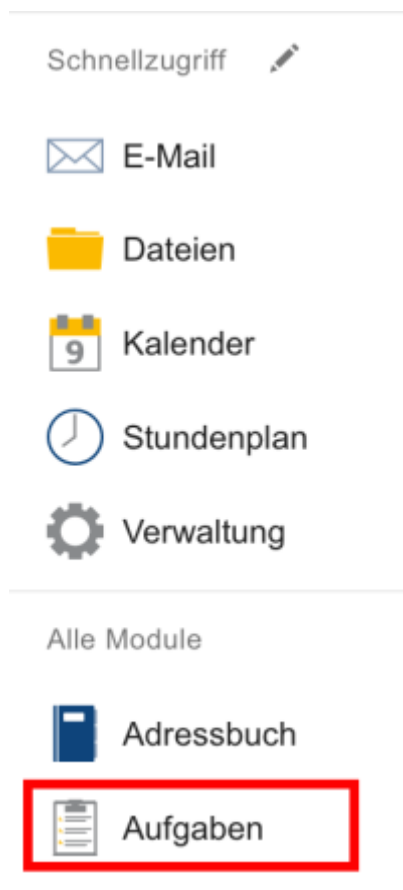 Schnellzugriff
E-Mail
Dateien
9
Kalender
Stundenplan
Verwaltung
Alle Module
Adressbuch
Aufgaben